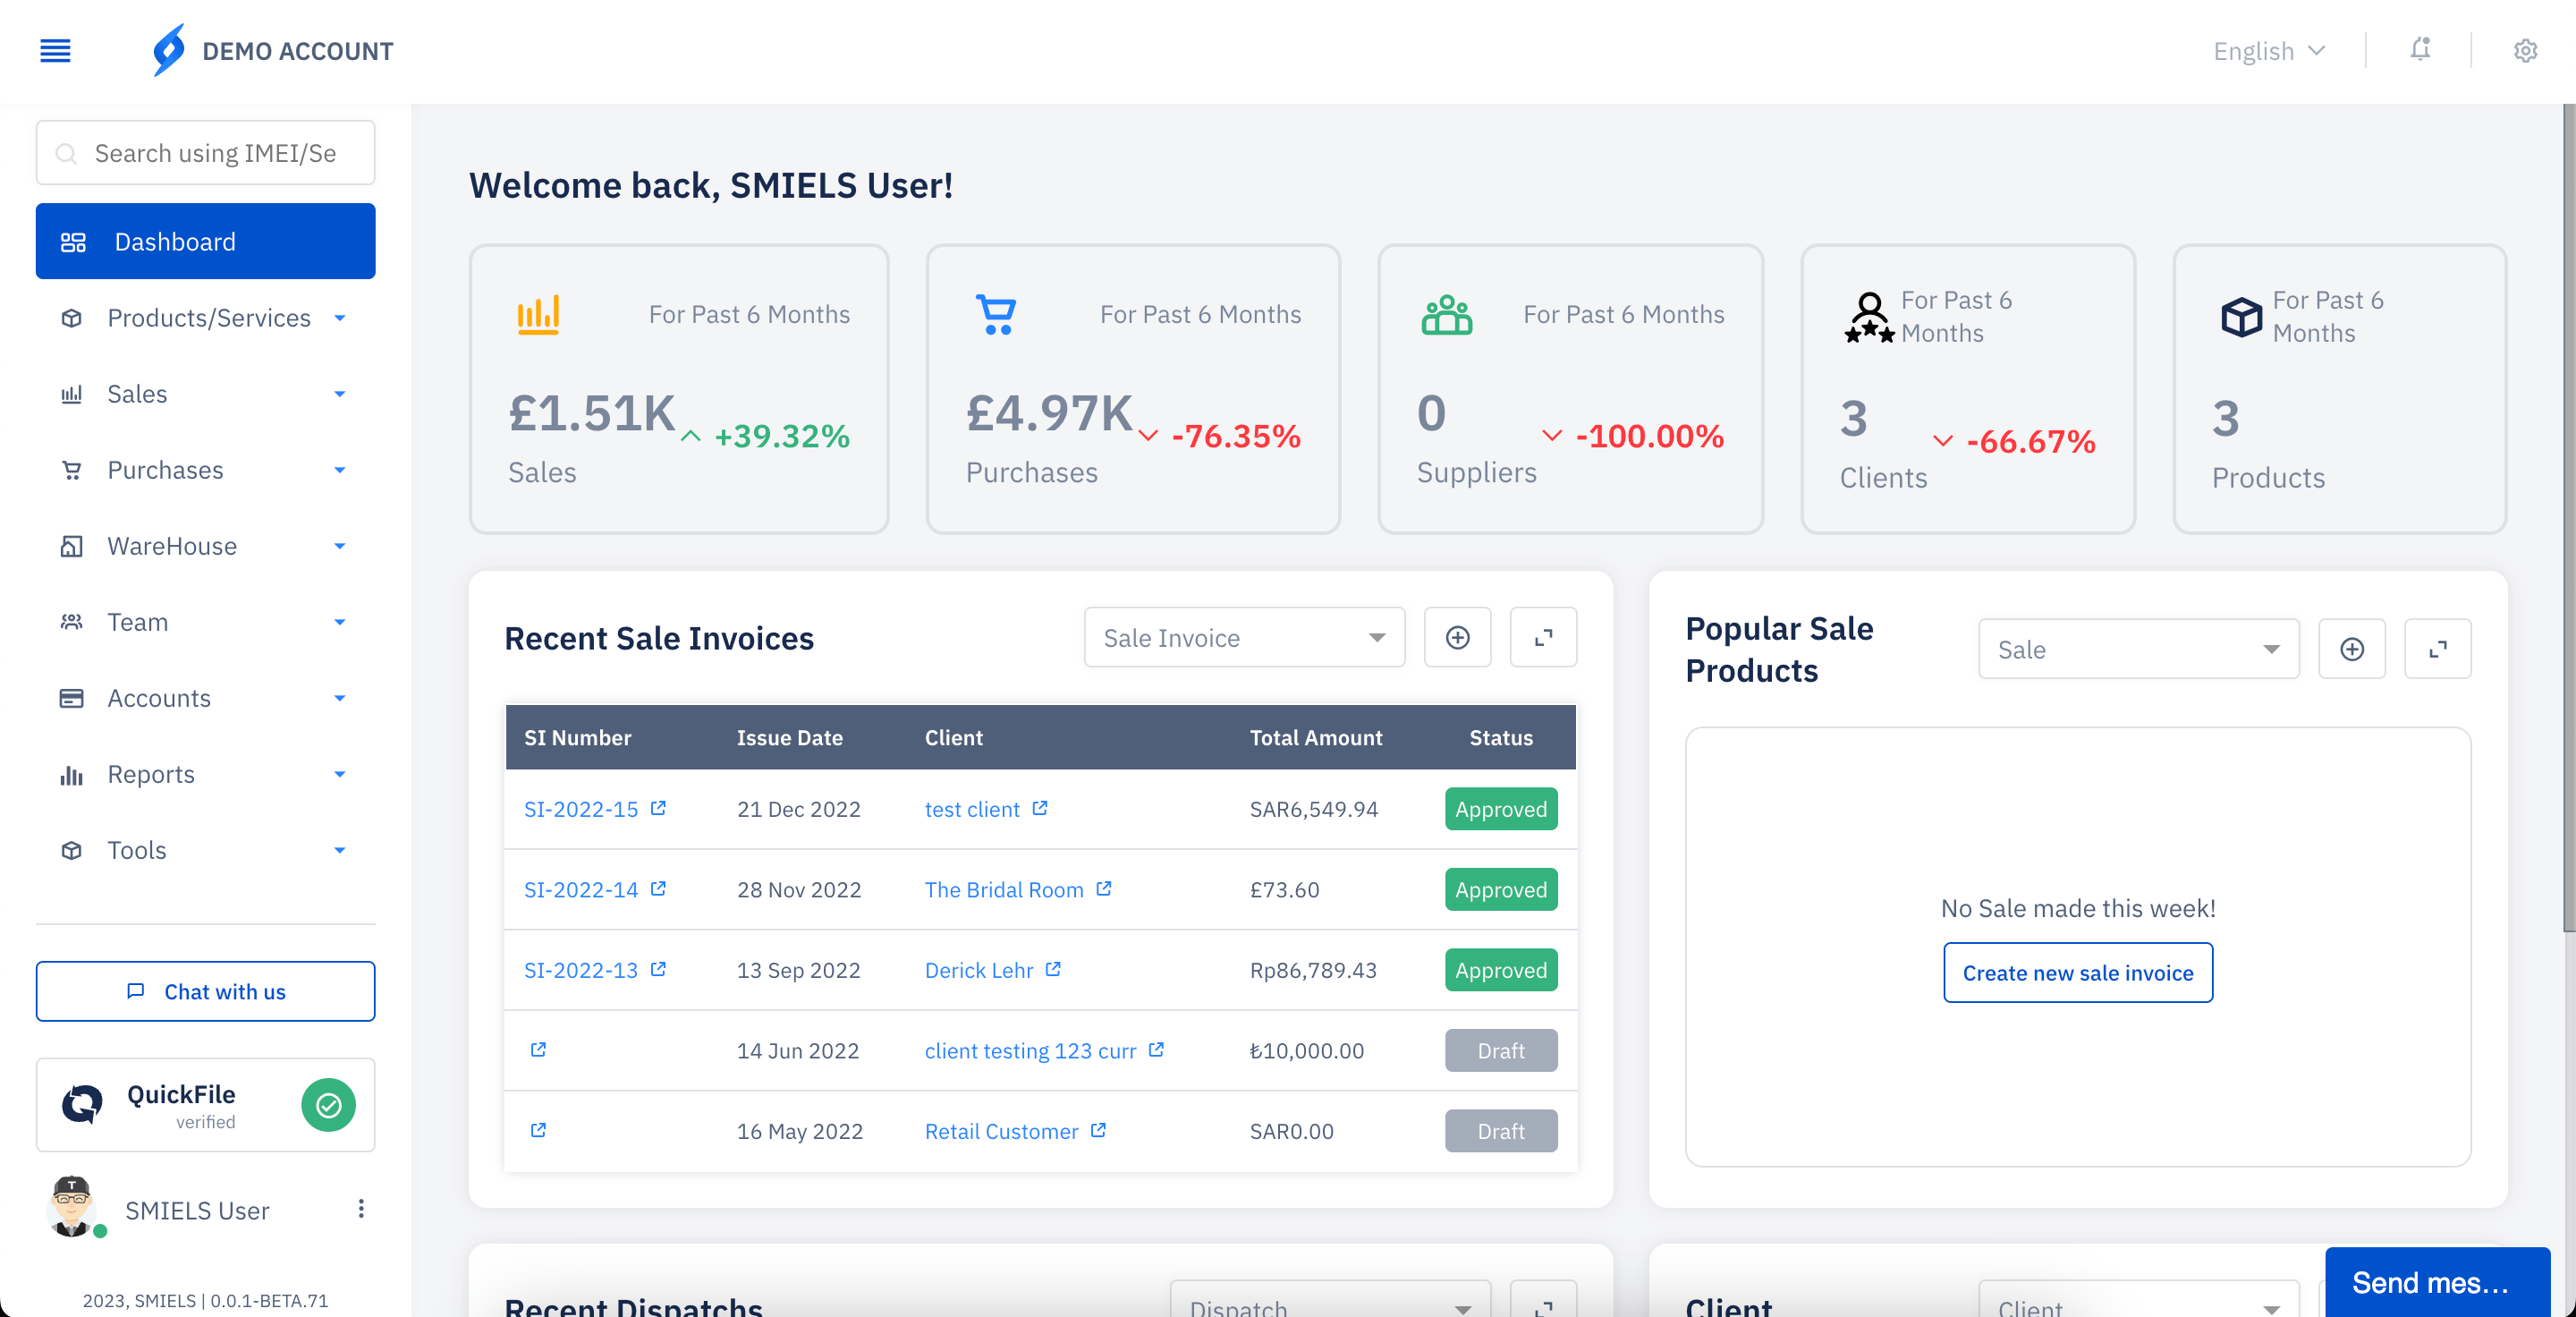 DEMO ACCOUNT
English
Search using IMEI/Se
Dashboard
Products/Services
Sales
Purchases
WareHouse
Team
Accounts
Reports
Tools
Chat with us
QuickFile
verified
SMIELS User
2023, SMIELS | 0.0.1-BETA.71
Welcome back, SMIELS User!
For Past 6 Months
£1.51K
+39.32%
Sales
For Past 6 Months
£4.97K
-76.35%
Purchases
For Past 6 Months
0
-100.00%
Suppliers
For Past 6
Months
3
-66.67%
Clients
For Past 6
Months
3
Products
Recent Sale Invoices
Sale Invoice
SI Number Issue Date Client Total Amount Status
SI-2022-15 21 Dec 2022 test client SAR6,549.94 Approved
SI-2022-14 28 Nov 2022 The Bridal Room £73.60 Approved
SI-2022-13 13 Sep 2022 Derick Lehr Rp86,789.43 Approved
14 Jun 2022 client testing 123 curr ₺10,000.00 Draft
16 May 2022 Retail Customer SAR0.00 Draft
Popular Sale
Products
Sale
No Sale made this week!
Create new sale invoice
Recent Dispatchs
Dispatch
Client
Client
Send mes...